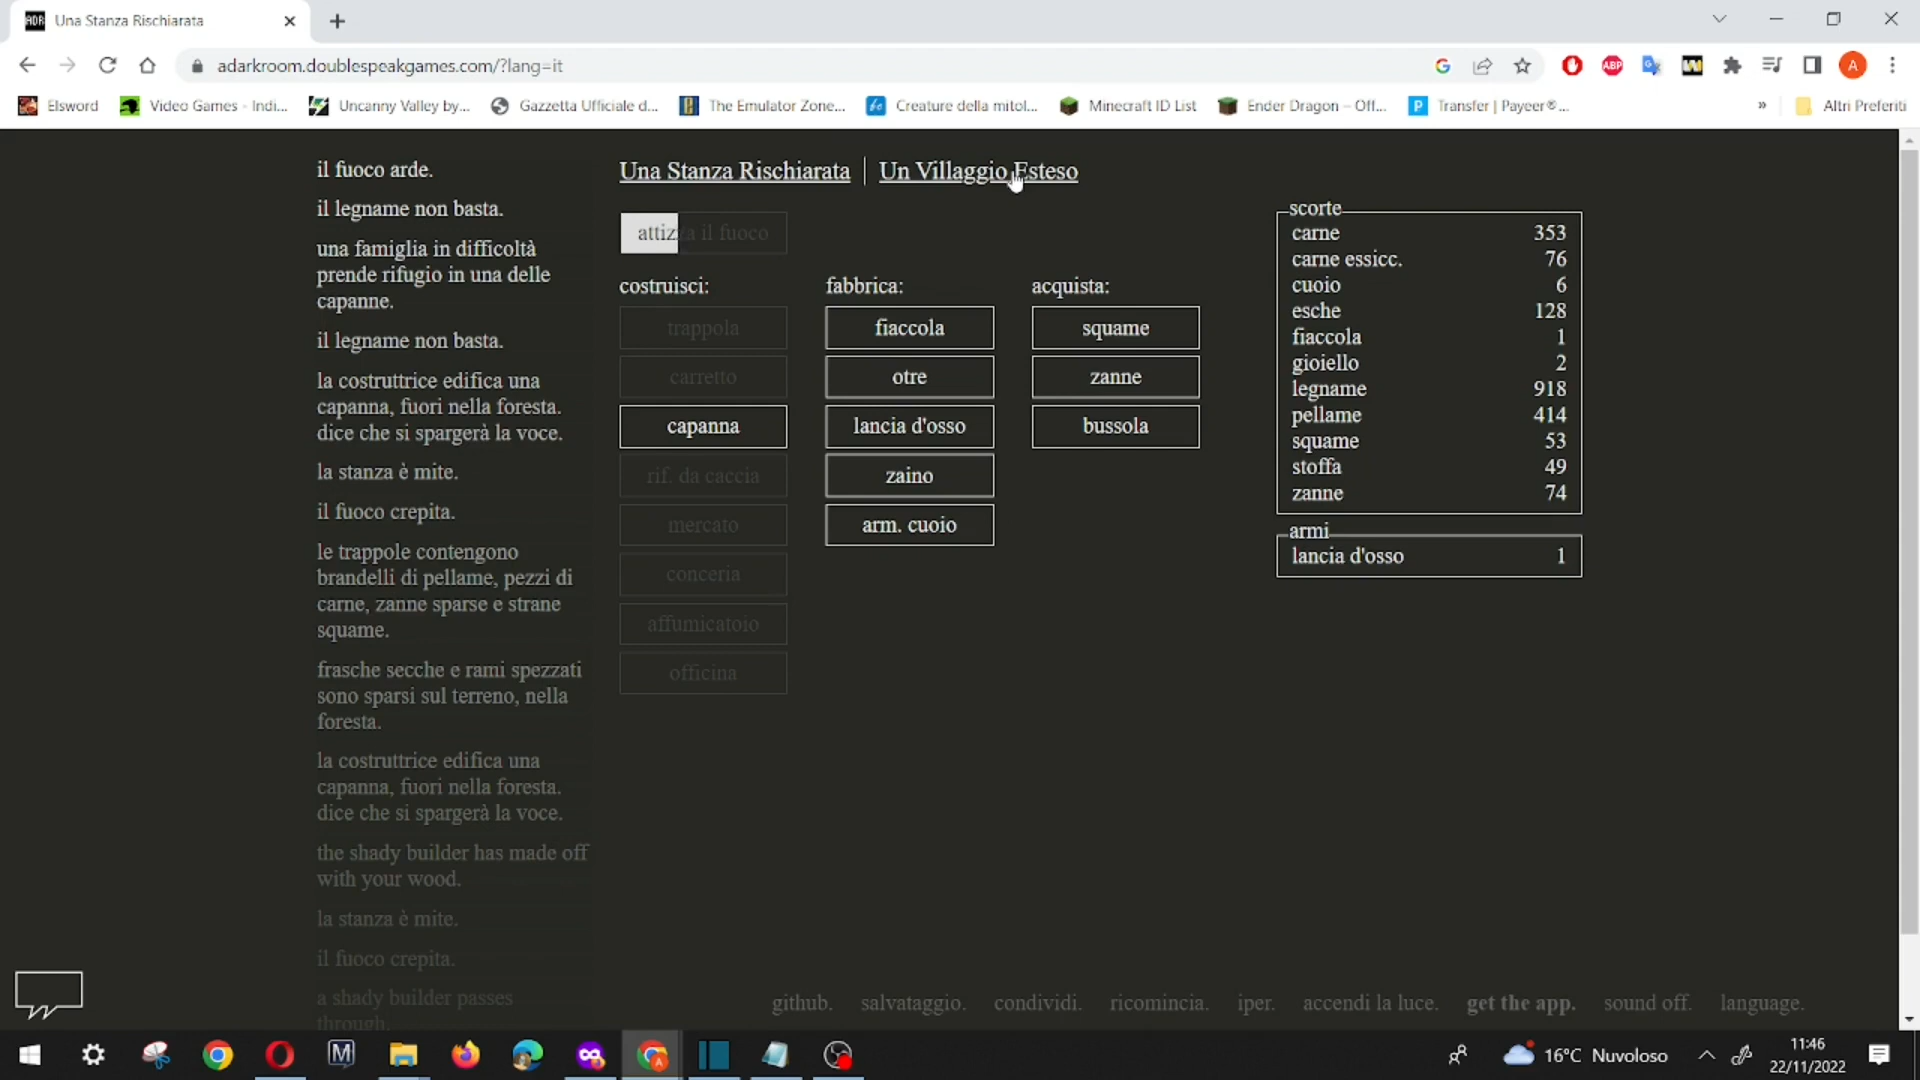 Una Stanza Rischiarata
adarkroom.doublespeakgames.com/?lang=it
Elsword
Video Games - Indi...
Uncanny Valley by...
Gazzetta Ufficiale d...
The Emulator Zone...
Creature della mitol...
Minecraft ID List
Ender Dragon – Off...
Transfer | Payeer®...
»
Altri Preferiti
il fuoco arde.
il legname non basta.
una famiglia in difficoltà
prende rifugio in una delle
capanne.
il legname non basta.
la costruttrice edifica una
capanna, fuori nella foresta.
dice che si spargerà la voce.
la stanza è mite.
il fuoco crepita.
le trappole contengono
brandelli di pellame, pezzi di
carne, zanne sparse e strane
squame.
frasche secche e rami spezzati
sono sparsi sul terreno, nella
foresta.
la costruttrice edifica una
capanna, fuori nella foresta.
dice che si spargerà la voce.
the shady builder has made off
with your wood.
la stanza è mite.
il fuoco crepita.
a shady builder passes
through.
Una Stanza Rischiarata | Un Villaggio Esteso
attizza il fuoco
costruisci:
trappola
carretto
capanna
rif. da caccia
mercato
conceria
affumicatoio
officina
fabbrica:
fiaccola
otre
lancia d'osso
zaino
arm. cuoio
acquista:
squame
zanne
bussola
scorte
carne 353
carne essicc. 76
cuoio 6
esche 128
fiaccola 1
gioiello 2
legname 918
pellame 414
squame 53
stoffa 49
zanne 74
armi
lancia d'osso 1
github. salvataggio. condividi. ricomincia. iper. accendi la luce. get the app. sound off. language.
16°C Nuvoloso
11:46
22/11/2022
ADR
ABP
A
P
M